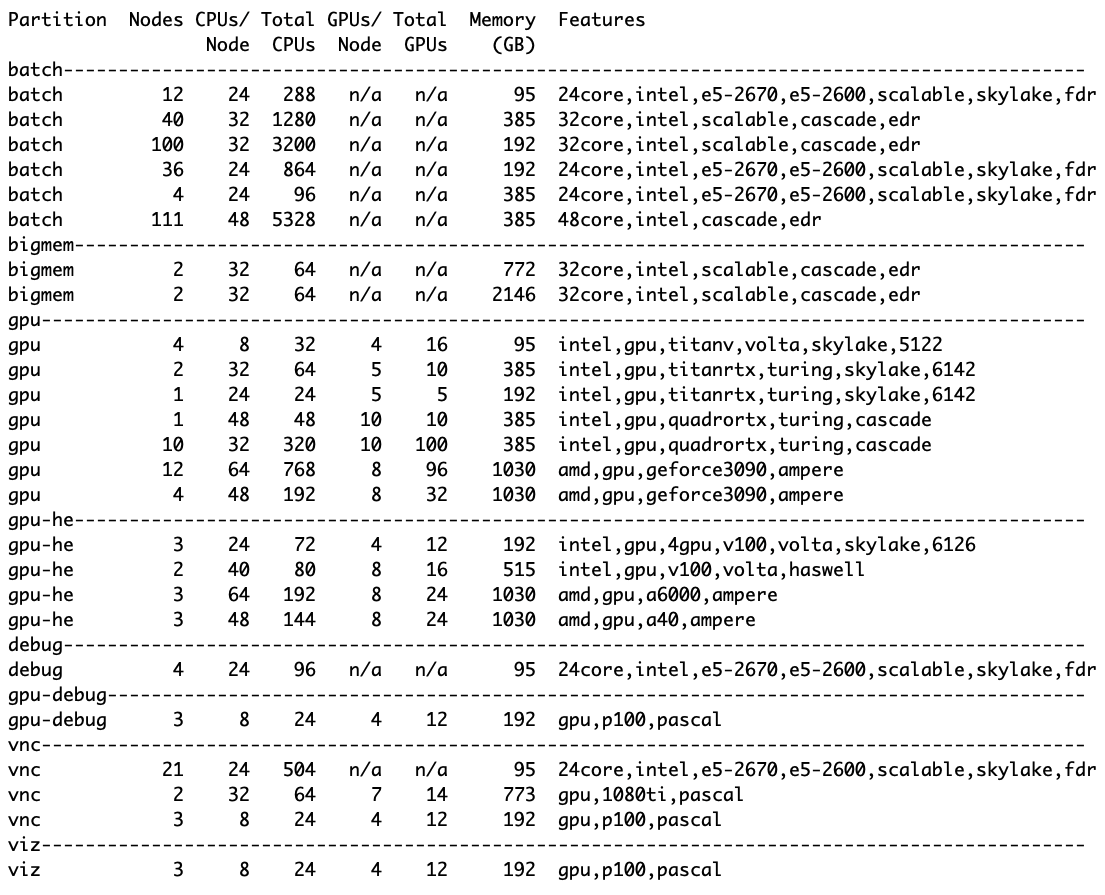 Partition  Nodes CPUs/ Total GPUs/ Total  Memory  Features
                  Node  CPUs  Node  GPUs    (GB)
batch---------------------------------------------------------------------------------------------
batch         12    24   288   n/a   n/a      95  24core,intel,e5-2670,e5-2600,scalable,skylake,fdr
batch         40    32  1280   n/a   n/a     385  32core,intel,scalable,cascade,edr
batch        100    32  3200   n/a   n/a     192  32core,intel,scalable,cascade,edr
batch         36    24   864   n/a   n/a     192  24core,intel,e5-2670,e5-2600,scalable,skylake,fdr
batch          4    24    96   n/a   n/a     385  24core,intel,e5-2670,e5-2600,scalable,skylake,fdr
batch        111    48  5328   n/a   n/a     385  48core,intel,cascade,edr
bigmem--------------------------------------------------------------------------------------------
bigmem         2    32    64   n/a   n/a     772  32core,intel,scalable,cascade,edr
bigmem         2    32    64   n/a   n/a    2146  32core,intel,scalable,cascade,edr
gpu-----------------------------------------------------------------------------------------------
gpu            4     8    32     4    16      95  intel,gpu,titanv,volta,skylake,5122
gpu            2    32    64     5    10     385  intel,gpu,titanrtx,turing,skylake,6142
gpu            1    24    24     5     5     192  intel,gpu,titanrtx,turing,skylake,6142
gpu            1    48    48    10    10     385  intel,gpu,quadrortx,turing,cascade
gpu           10    32   320    10   100     385  intel,gpu,quadrortx,turing,cascade
gpu           12    64   768     8    96    1030  amd,gpu,geforce3090,ampere
gpu            4    48   192     8    32    1030  amd,gpu,geforce3090,ampere
gpu-he--------------------------------------------------------------------------------------------
gpu-he         3    24    72     4    12     192  intel,gpu,4gpu,v100,volta,skylake,6126
gpu-he         2    40    80     8    16     515  intel,gpu,v100,volta,haswell
gpu-he         3    64   192     8    24    1030  amd,gpu,a6000,ampere
gpu-he         3    48   144     8    24    1030  amd,gpu,a40,ampere
debug---------------------------------------------------------------------------------------------
debug          4    24    96   n/a   n/a      95  24core,intel,e5-2670,e5-2600,scalable,skylake,fdr
gpu-debug-----------------------------------------------------------------------------------------
gpu-debug      3     8    24     4    12     192  gpu,p100,pascal
vnc-----------------------------------------------------------------------------------------------
vnc           21    24   504   n/a   n/a      95  24core,intel,e5-2670,e5-2600,scalable,skylake,fdr
vnc            2    32    64     7    14     773  gpu,1080ti,pascal
vnc            3     8    24     4    12     192  gpu,p100,pascal
viz-----------------------------------------------------------------------------------------------
viz            3     8    24     4    12     192  gpu,p100,pascal